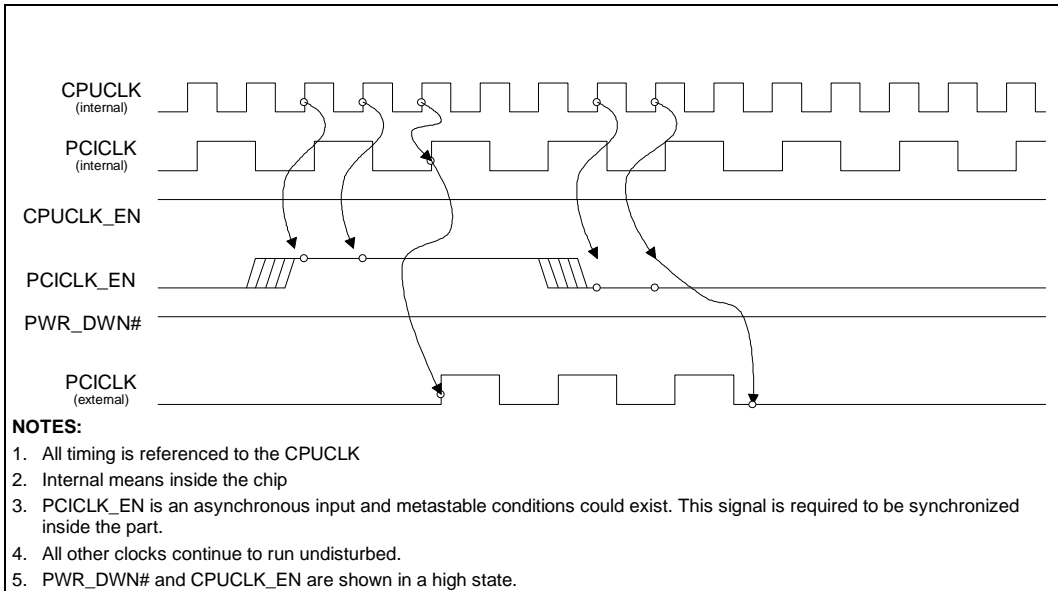 CPUCLK
(internal)
PCICLK
(internal)
CPUCLK_EN
PCICLK_EN
PWR_DWN#
PCICLK
(external)
NOTES:
1. All timing is referenced to the CPUCLK
2. Internal means inside the chip
3. PCICLK_EN is an asynchronous input and metastable conditions could exist. This signal is required to be synchronized
inside the part.
4. All other clocks continue to run undisturbed.
5. PWR_DWN# and CPUCLK_EN are shown in a high state.